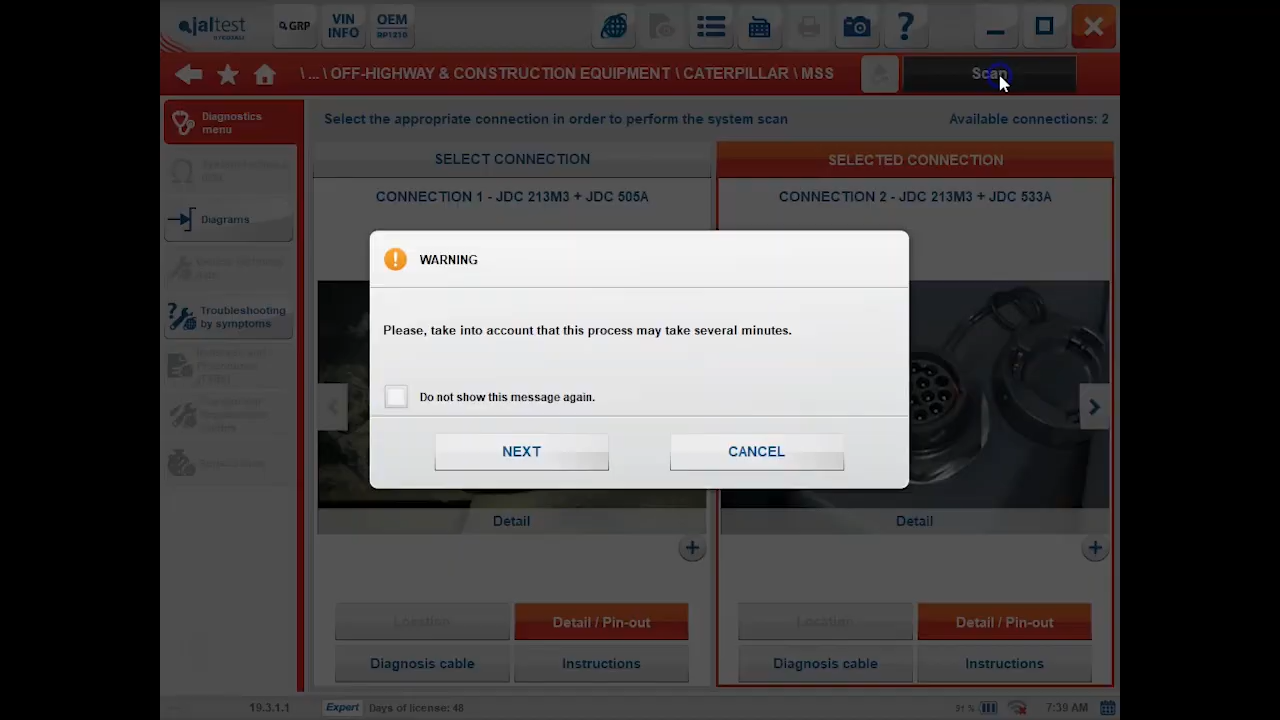 jaltest
GRP
VIN
INFO
OEM
RP1210
?
\ ... \ OFF-HIGHWAY & CONSTRUCTION EQUIPMENT \ CATERPILLAR \ MSS
Scan
Diagnostics
menu
Diagrams
Troubleshooting
by symptoms
Select the appropriate connection in order to perform the system scan
Available connections: 2
SELECT CONNECTION
SELECTED CONNECTION
CONNECTION 1 - JDC 213M3 + JDC 505A
CONNECTION 2 - JDC 213M3 + JDC 533A
WARNING
Please, take into account that this process may take several minutes.
Do not show this message again.
NEXT
CANCEL
Detail
Detail
Location
Detail / Pin-out
Location
Detail / Pin-out
Diagnosis cable
Instructions
Diagnosis cable
Instructions
19.3.1.1
Expert
Days of license: 48
31 %
7:39 AM